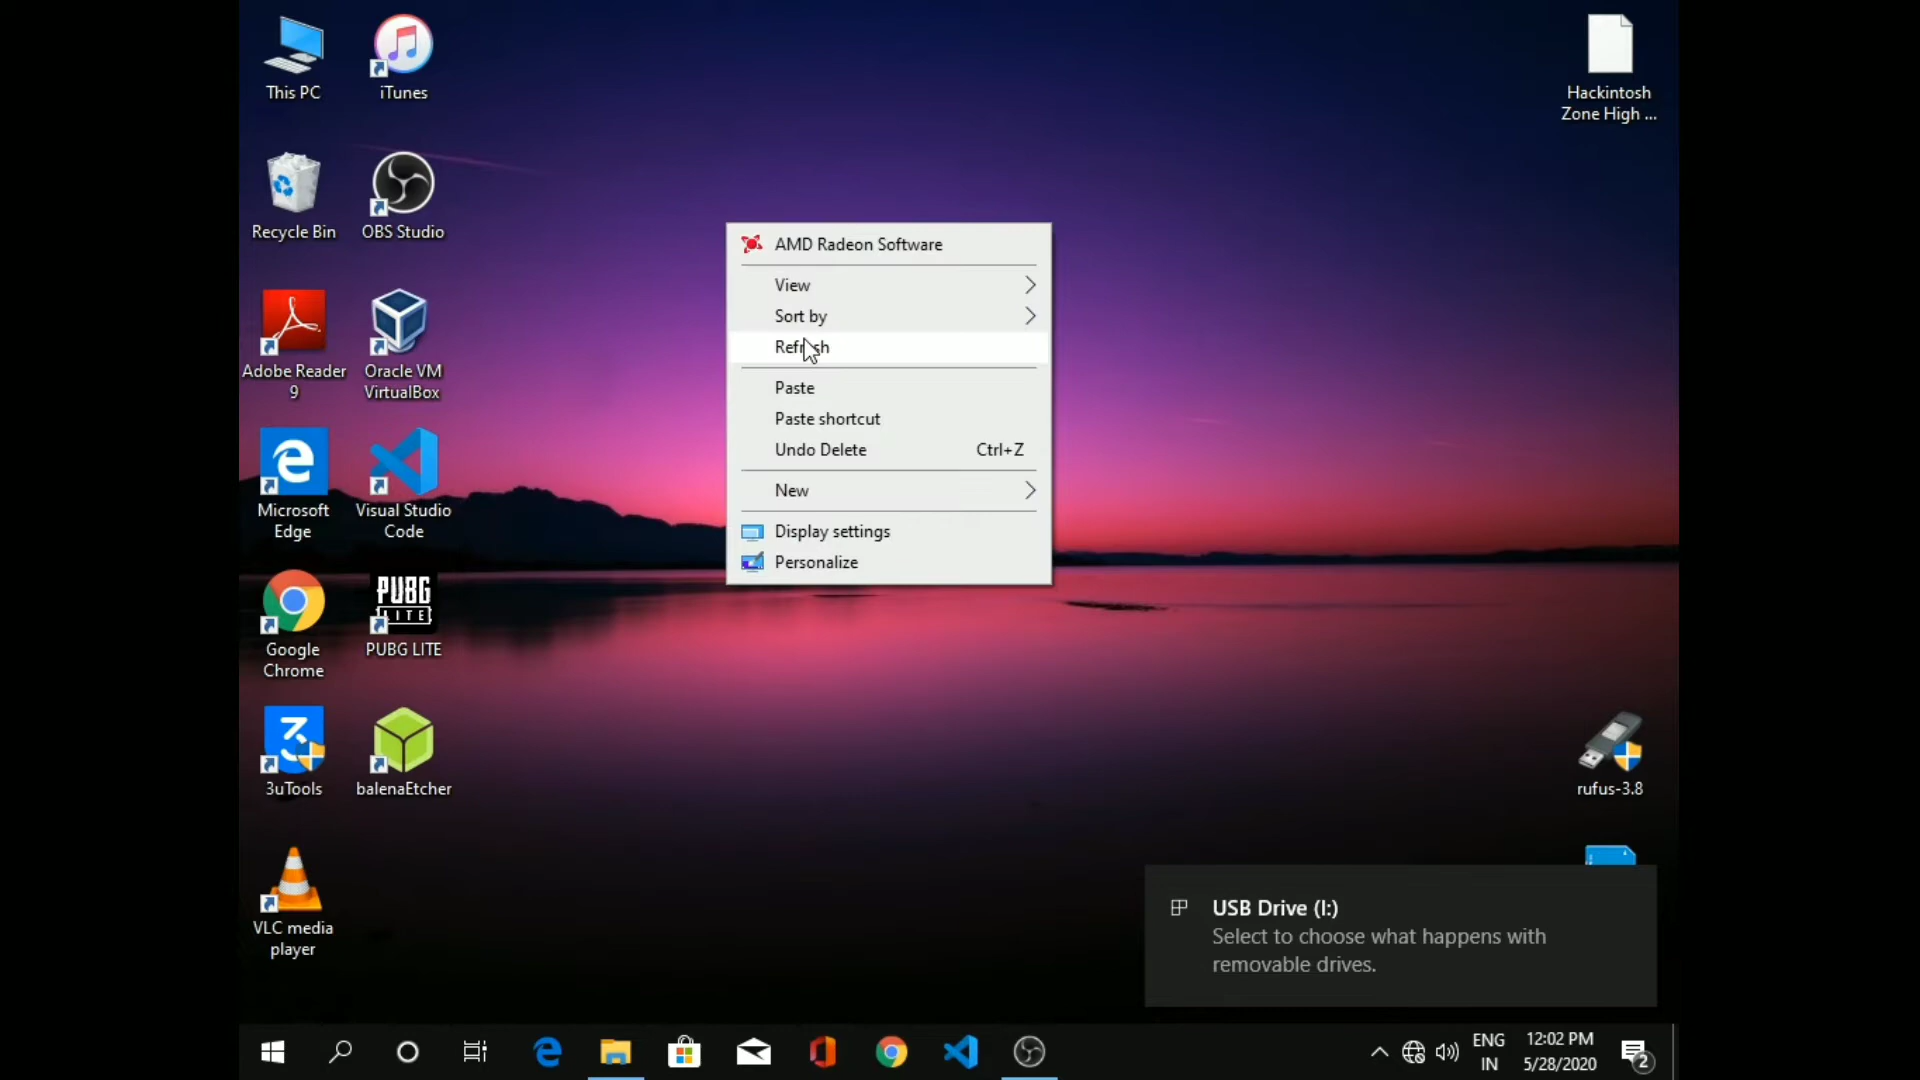 This PC
iTunes
Hackintosh
Zone High ...
Recycle Bin
OBS Studio
Adobe Reader
9
Oracle VM
VirtualBox
Microsoft
Edge
Visual Studio
Code
Google
Chrome
PUBG
LITE
PUBG LITE
3uTools
balenaEtcher
VLC media
player
AMD Radeon Software
View
Sort by
Refresh
Paste
Paste shortcut
Undo Delete Ctrl+Z
New
Display settings
Personalize
rufus-3.8
USB Drive (I:)
Select to choose what happens with
removable drives.
ENG
IN
12:02 PM
5/28/2020
2